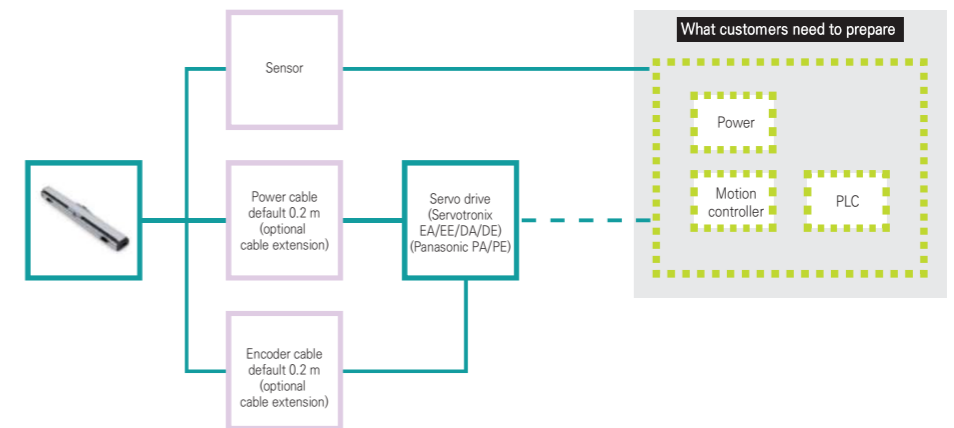 What customers need to prepare
Sensor
Power
Power cable
default 0.2 m
(optional
cable extension)
Servo drive
(Servotronix
EA/EE/DA/DE)
(Panasonic PA/PE)
Motion
controller
PLC
Encoder cable
default 0.2 m
(optional
cable extension)